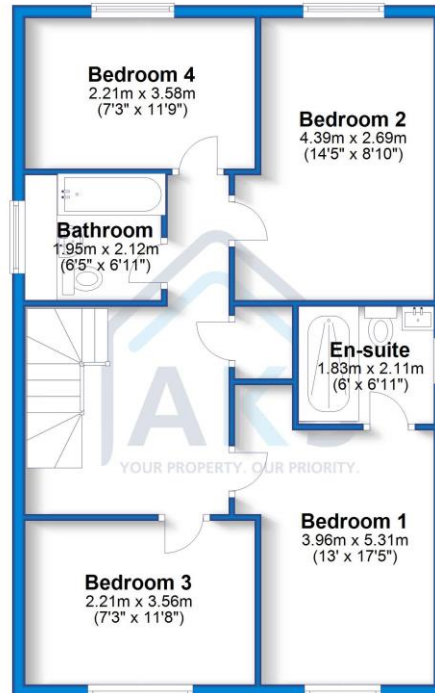 Bedroom 4
2.21m x 3.58m
(7'3" x 11'9")
Bedroom 2
4.39m x 2.69m
(14'5" x 8'10")
Bathroom
1.95m x 2.12m
(6'5" x 6'11")
En-suite
1.83m x 2.11m
(6' x 6'11")
AKS
YOUR PROPERTY. OUR PRIORITY.
Bedroom 1
3.96m x 5.31m
(13' x 17'5")
Bedroom 3
2.21m x 3.56m
(7'3" x 11'8")